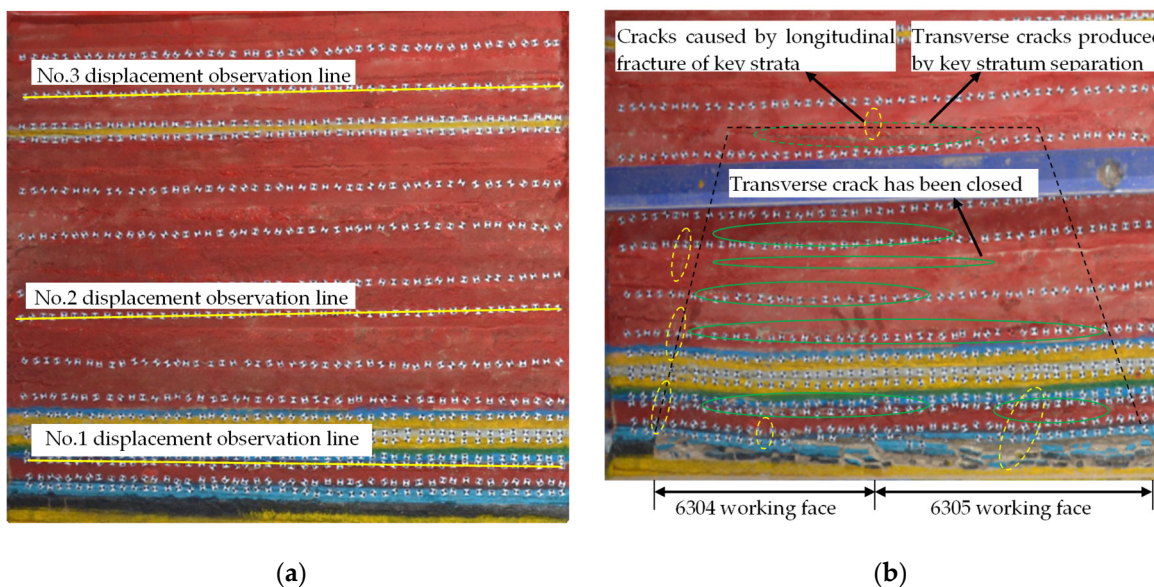 No.3 displacement observation line
No.2 displacement observation line
No.1 displacement observation line
(a)
Cracks caused by longitudinal
fracture of key strata
Transverse cracks produced
by key stratum separation
Transverse crack has been closed
6304 working face
6305 working face
(b)